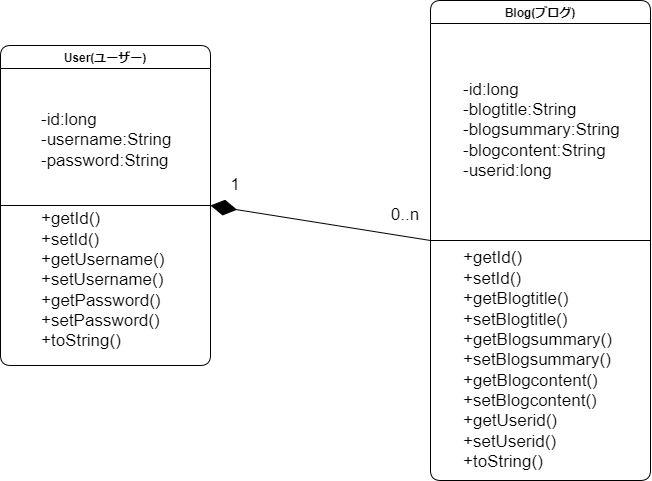 User(ユーザー)
-id:long
-username:String
-password:String
+getId()
+setId()
+getUsername()
+setUsername()
+getPassword()
+setPassword()
+toString()
1
0..n
Blog(ブログ)
-id:long
-blogtitle:String
-blogsummary:String
-blogcontent:String
-userid:long
+getId()
+setId()
+getBlogtitle()
+setBlogtitle()
+getBlogsummary()
+setBlogsummary()
+getBlogcontent()
+setBlogcontent()
+getUserid()
+setUserid()
+toString()